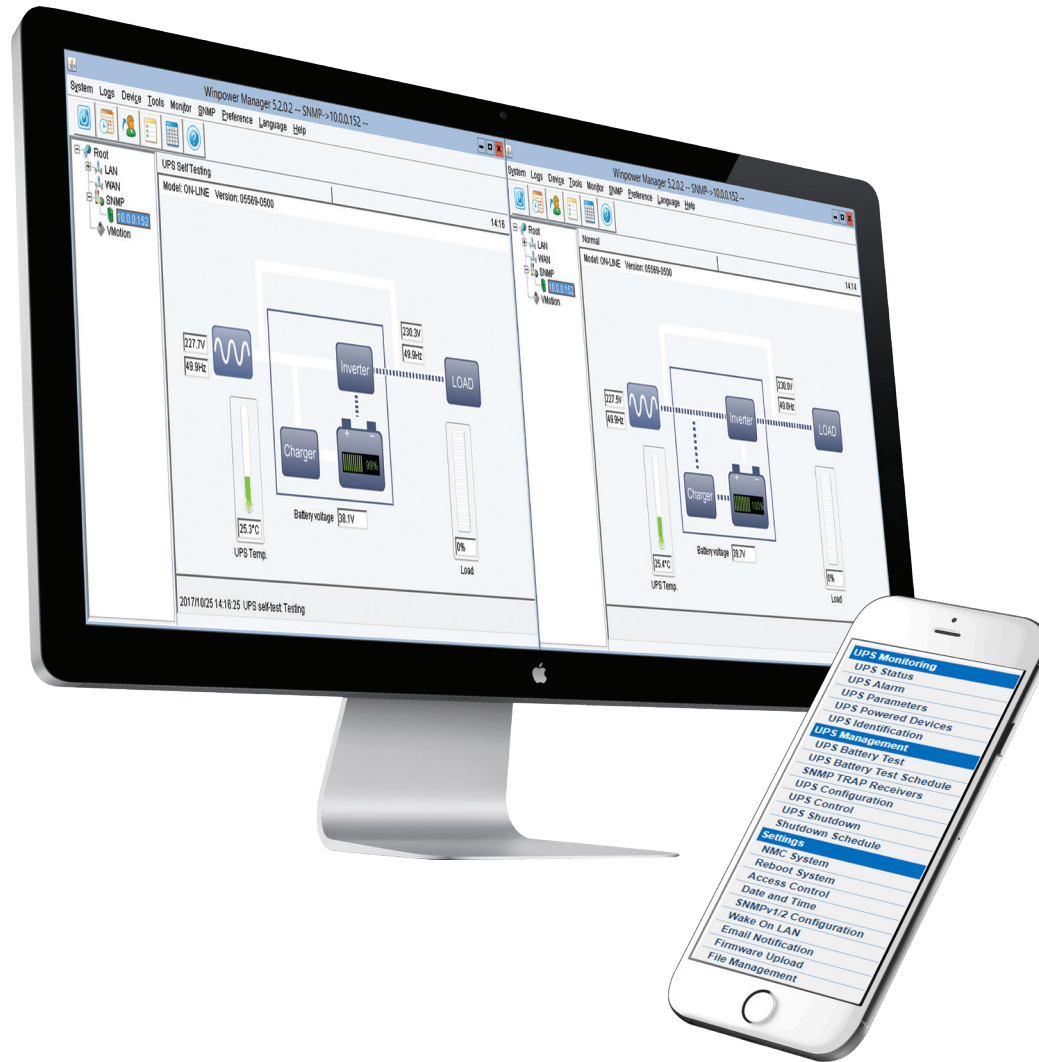 Winpower Manager 5.2.0.2 -- SNMP->10.0.0.152 --
System Logs Device Tools Monitor SNMP Preference Language Help
Root
LAN
WAN
SNMP
10.0.0.152
VMotion
UPS Self Testing
Model: ON-LINE Version: 05569-0500
14:16
227.7V
49.9Hz
230.3V
49.9Hz
Inverter
LOAD
Charger
+ −
99%
Battery voltage 38.1V
25.3°C
UPS Temp.
0%
Load
2017/10/25 14:16:25 UPS self-test Testing
Winpower Manager 5.2.0.2 -- SNMP->10.0.0.152 --
System Logs Device Tools Monitor SNMP Preference Language Help
Root
LAN
WAN
SNMP
10.0.0.152
VMotion
Normal
Model: ON-LINE Version: 05569-0500
14:14
227.5V
49.9Hz
Inverter
LOAD
Charger
+ −
100%
Battery voltage 39.7V
25.4°C
UPS Temp.
0%
Load
UPS Monitoring
UPS Status
UPS Alarm
UPS Parameters
UPS Powered Devices
UPS Identification
UPS Management
UPS Battery Test
UPS Battery Test Schedule
SNMP TRAP Receivers
UPS Configuration
UPS Control
UPS Shutdown
Shutdown Schedule
Settings
NMC System
Reboot System
Access Control
Date and Time
SNMPv1/2 Configuration
Wake On LAN
Email Notification
Firmware Upload
File Management